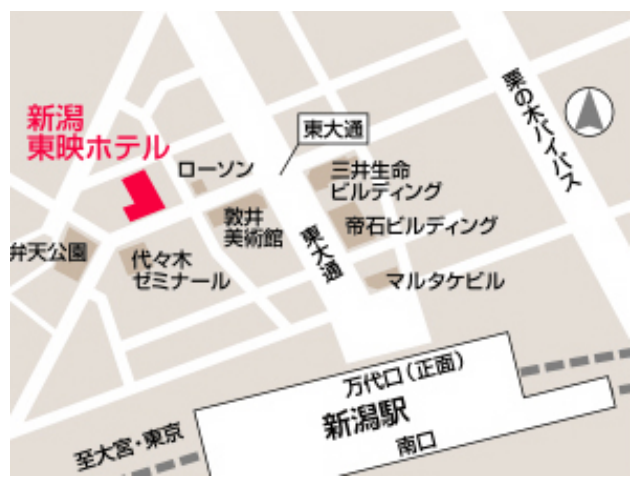 新潟
東映ホテル
ローソン
東大通
三井生命
ビルディング
栗の木バイパス
敦井
美術館
帝石ビルディング
弁天公園
代々木
ゼミナール
東大通
マルタケビル
万代口（正面）
新潟駅
南口
至大宮・東京